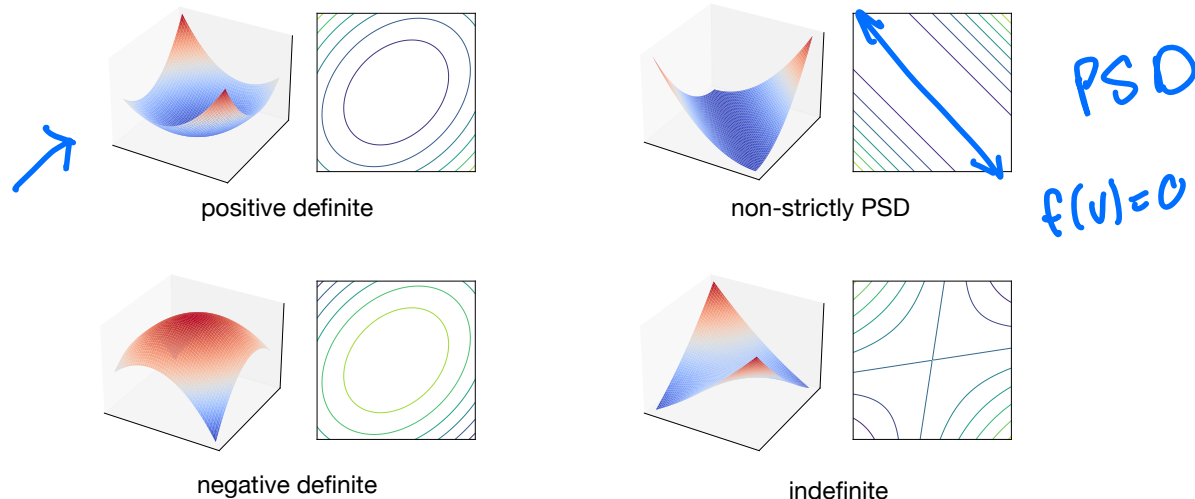 positive definite
non-strictly PSD
PSD
f(v)=0
negative definite
indefinite